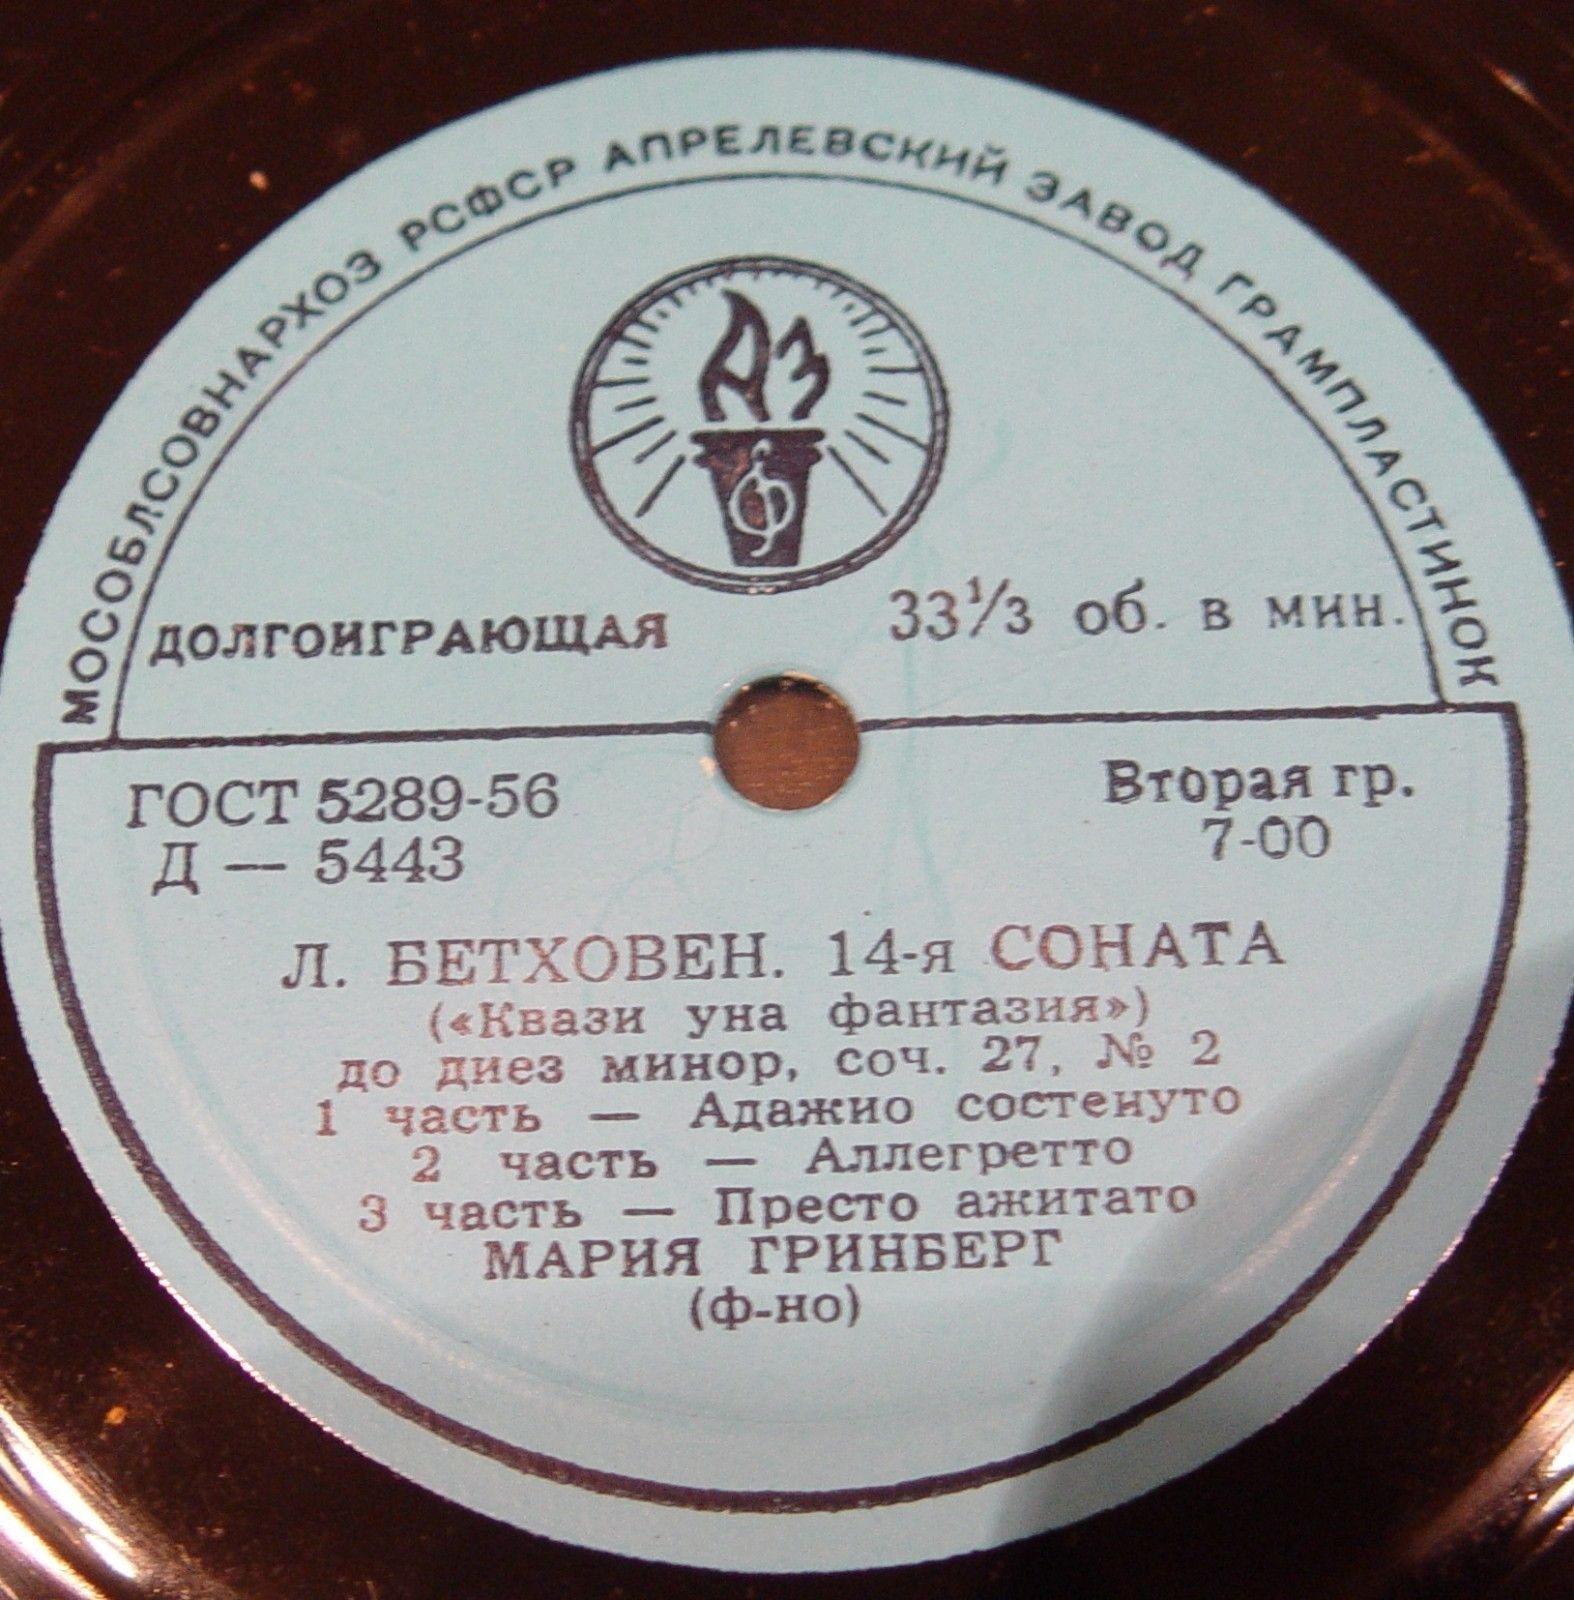 МОСОБЛСОВНАРХОЗ РСФСР АПРЕЛЕВСКИЙ ЗАВОД ГРАМПЛАСТИНОК
АЗ
Ф
ДОЛГОИГРАЮЩАЯ 33⅓ об. в мин.
ГОСТ 5289-56 Вторая гр.
Д — 5443 7-00
Л. БЕТХОВЕН. 14-я СОНАТА
(«Квази уна фантазия»)
до диез минор, соч. 27, № 2
1 часть — Адажио состенуто
2 часть — Аллегретто
3 часть — Престо ажитато
МАРИЯ ГРИНБЕРГ
(ф-но)